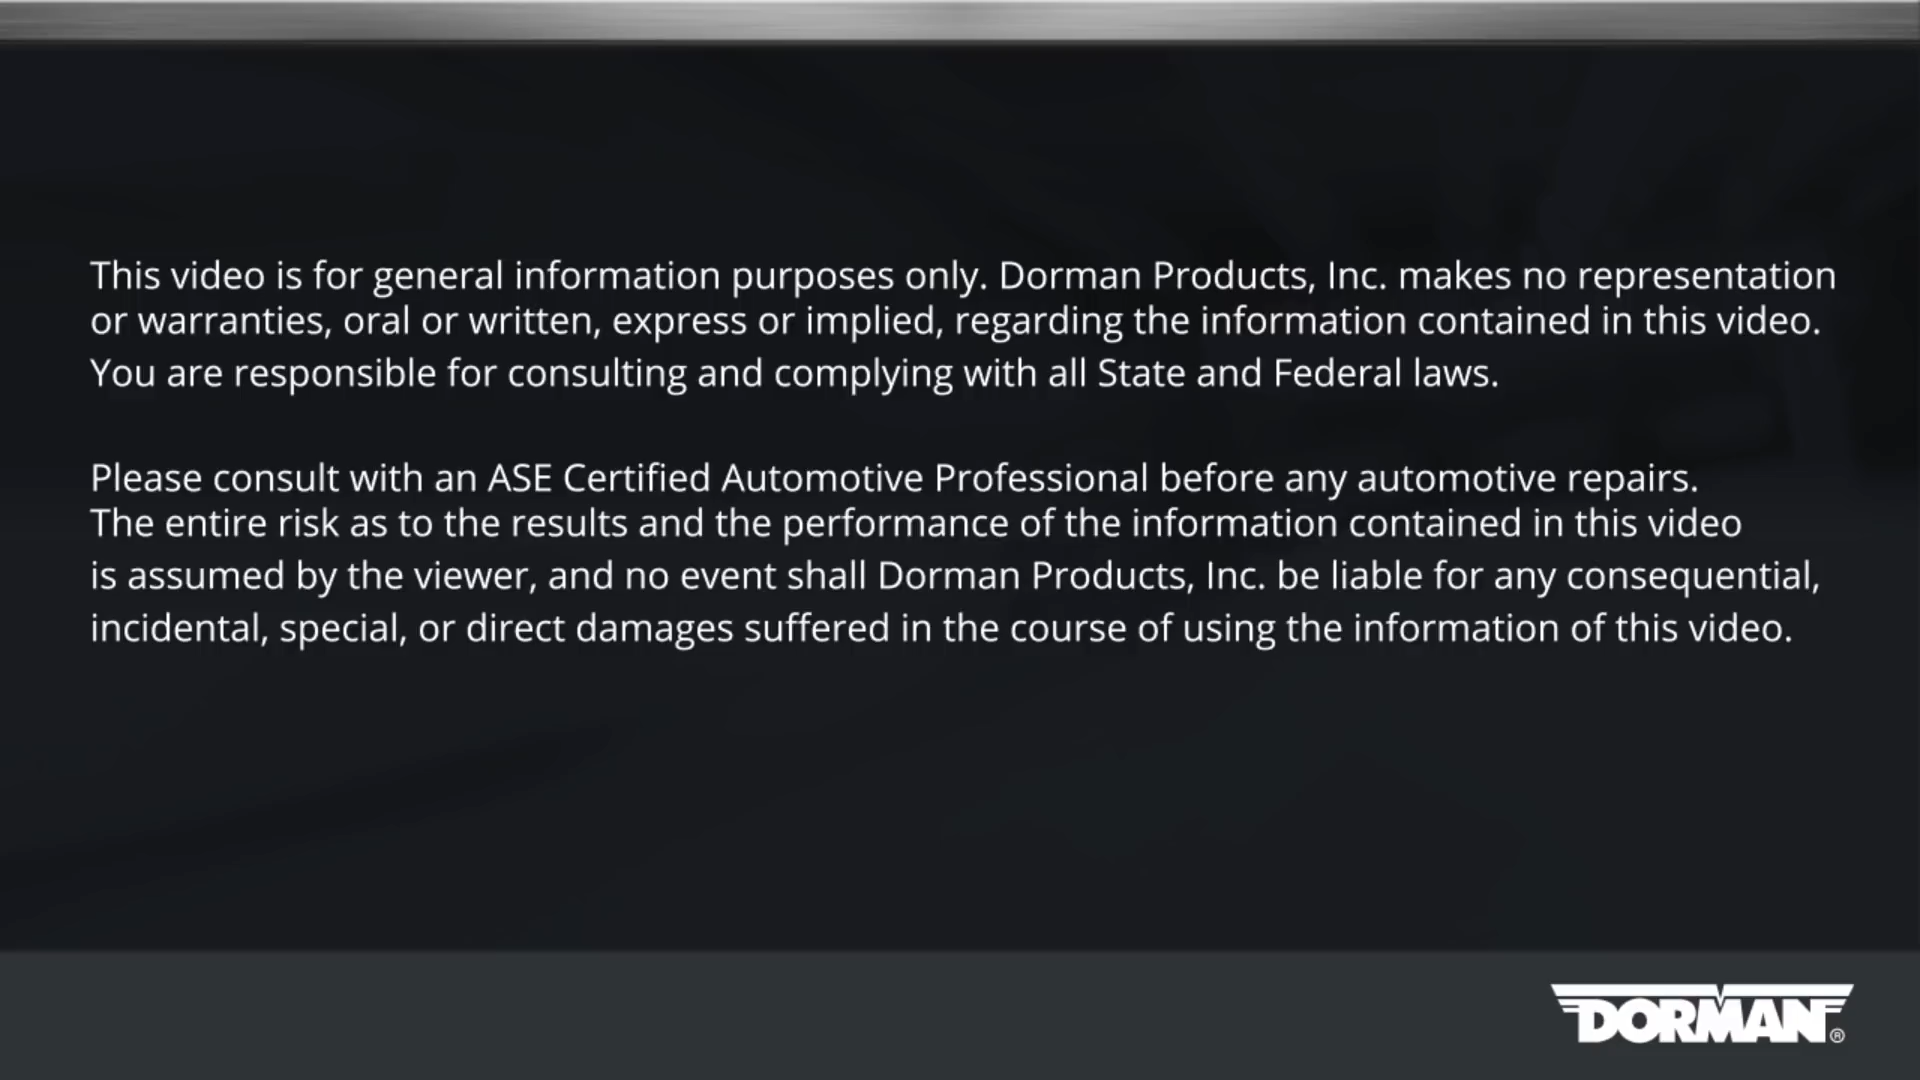 This video is for general information purposes only. Dorman Products, Inc. makes no representation
or warranties, oral or written, express or implied, regarding the information contained in this video.
You are responsible for consulting and complying with all State and Federal laws.
Please consult with an ASE Certified Automotive Professional before any automotive repairs.
The entire risk as to the results and the performance of the information contained in this video
is assumed by the viewer, and no event shall Dorman Products, Inc. be liable for any consequential,
incidental, special, or direct damages suffered in the course of using the information of this video.
DORMAN®